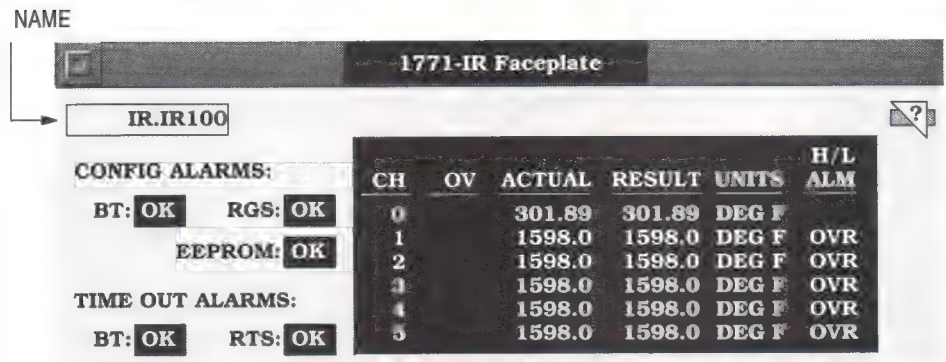 NAME
1771-IR Faceplate
IR.IR100
?
CONFIG ALARMS:
BT: OK RGS: OK
EEPROM: OK
TIME OUT ALARMS:
BT: OK RTS: OK
H/L
CH OV ACTUAL RESULT UNITS ALM
0 301.89 301.89 DEG F
1 1598.0 1598.0 DEG F OVR
2 1598.0 1598.0 DEG F OVR
3 1598.0 1598.0 DEG F OVR
4 1598.0 1598.0 DEG F OVR
5 1598.0 1598.0 DEG F OVR